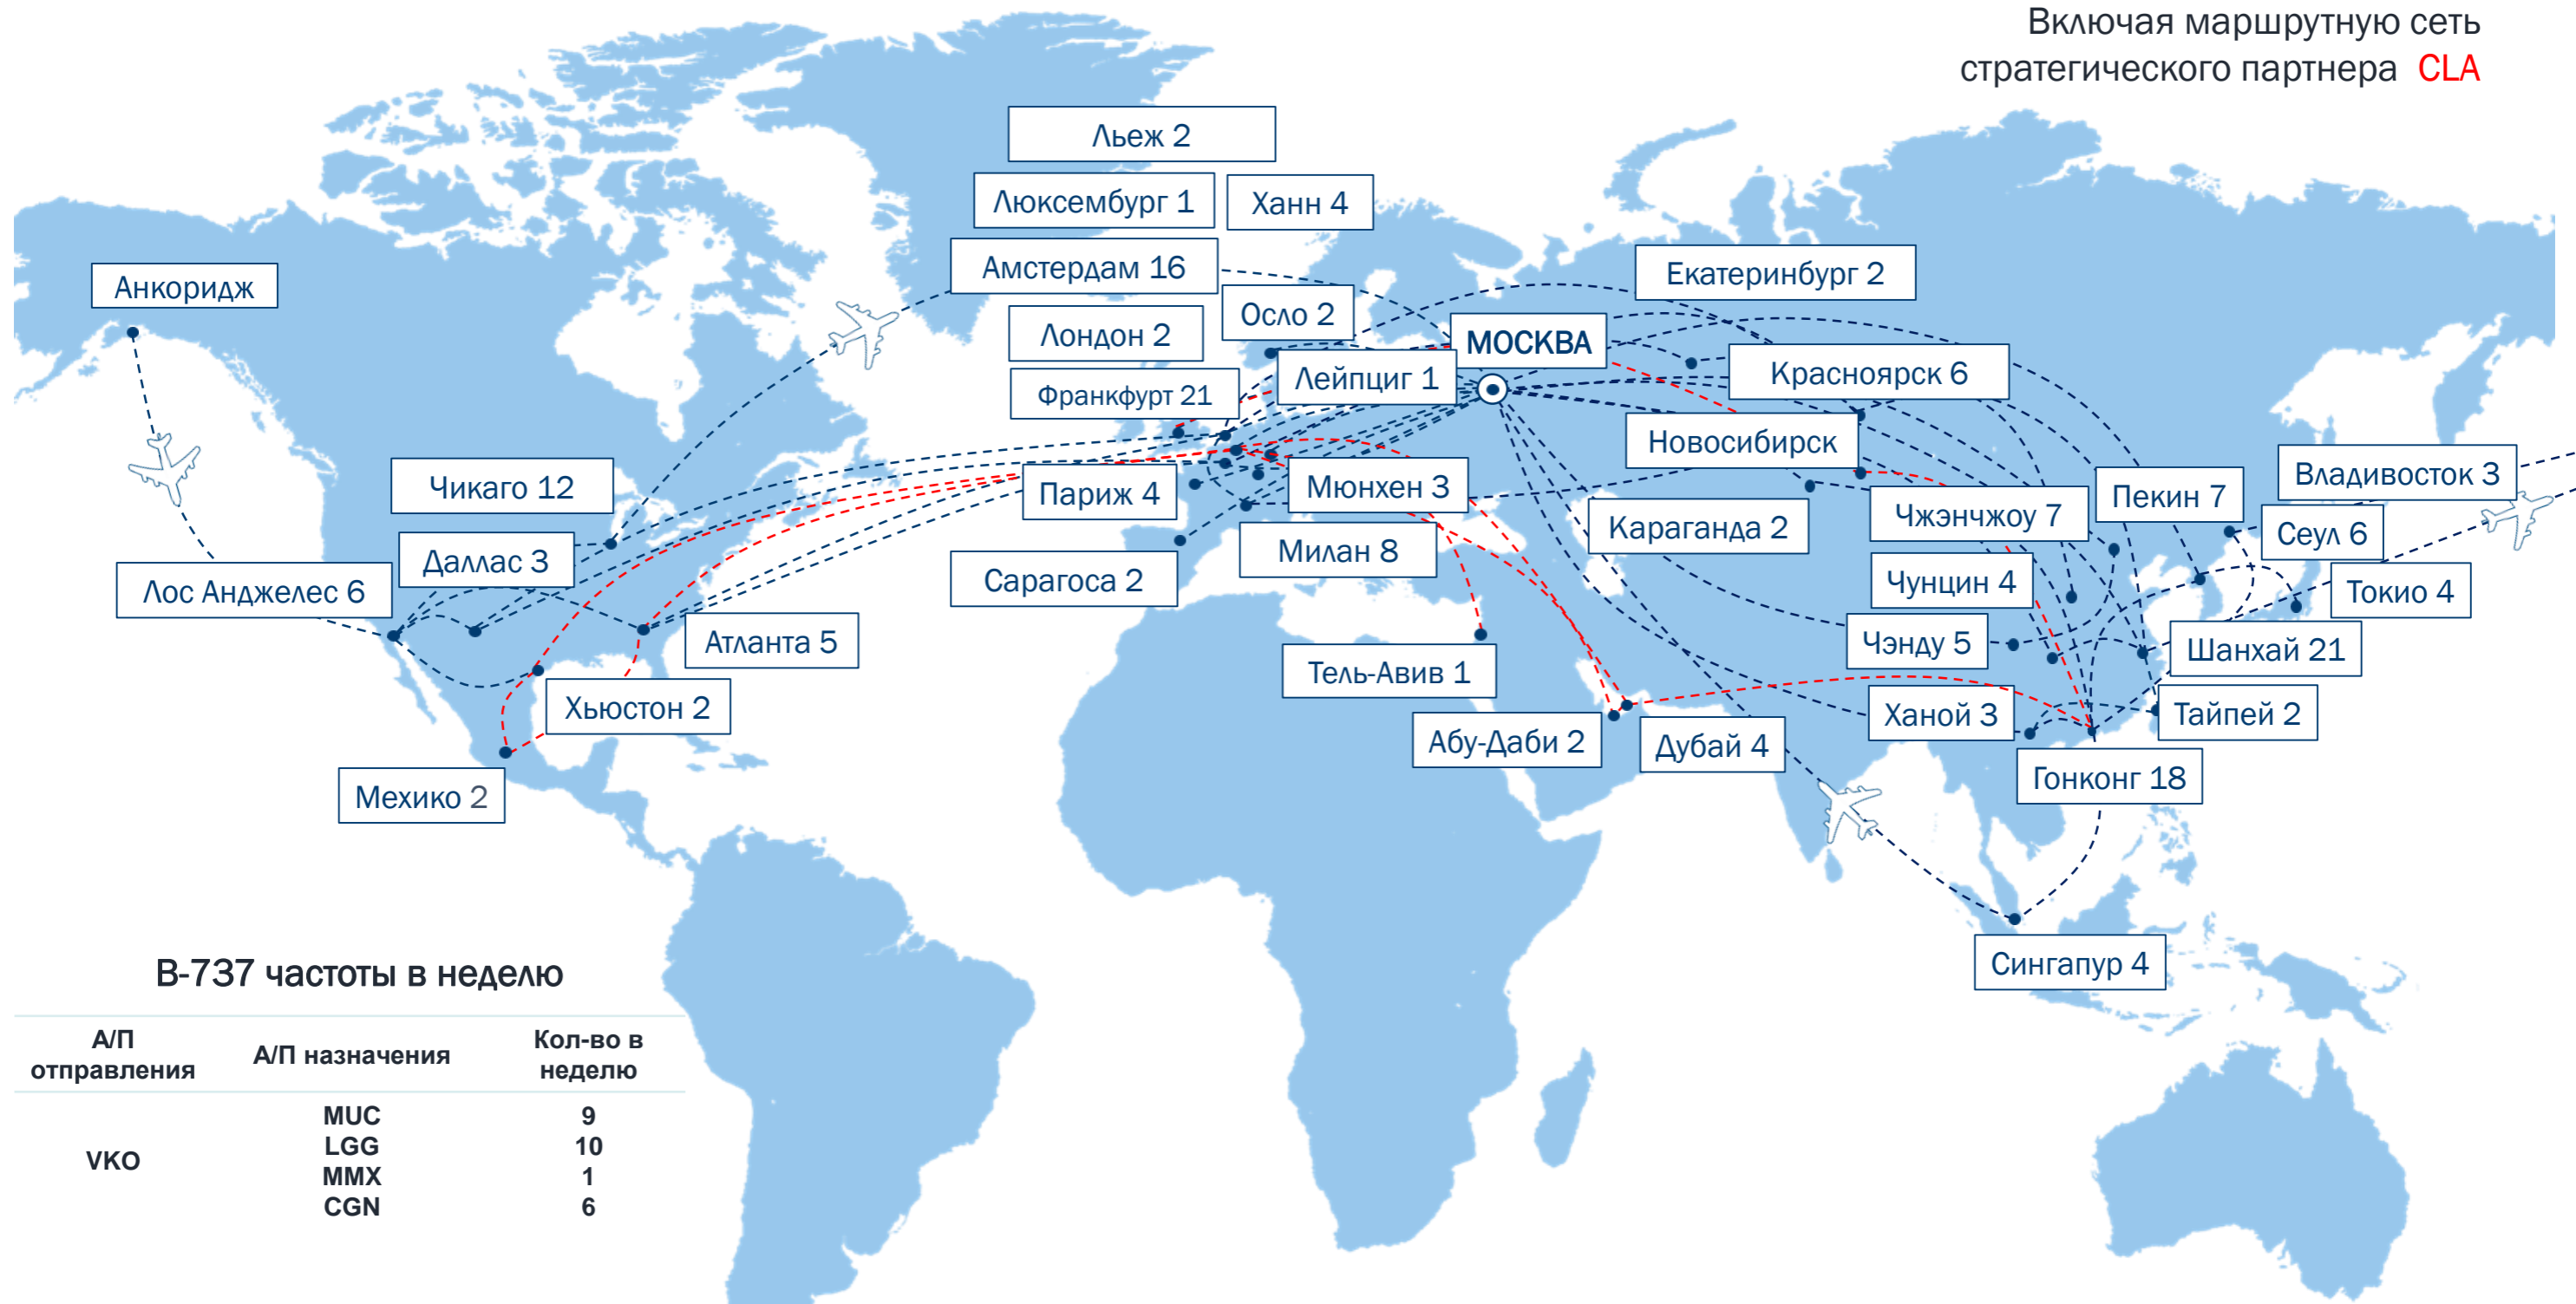 Включая маршрутную сеть
стратегического партнера CLA
Льеж 2
Люксембург 1
Ханн 4
Амстердам 16
Екатеринбург 2
Анкоридж
Осло 2
Лондон 2
МОСКВА
Лейпциг 1
Красноярск 6
Франкфурт 21
Новосибирск
Владивосток 3
Чикаго 12
Париж 4
Мюнхен 3
Пекин 7
Чжэнчжоу 7
Караганда 2
Сеул 6
Даллас 3
Милан 8
Сарагоса 2
Чунцин 4
Лос Анджелес 6
Токио 4
Атланта 5
Чэнду 5
Шанхай 21
Тель-Авив 1
Хьюстон 2
Ханой 3
Тайпей 2
Абу-Даби 2
Дубай 4
Гонконг 18
Мехико 2
Сингапур 4
В-737 частоты в неделю
А/П
отправления
А/П назначения
Кол-во в
неделю
VKO
MUC 9
LGG 10
MMX 1
CGN 6